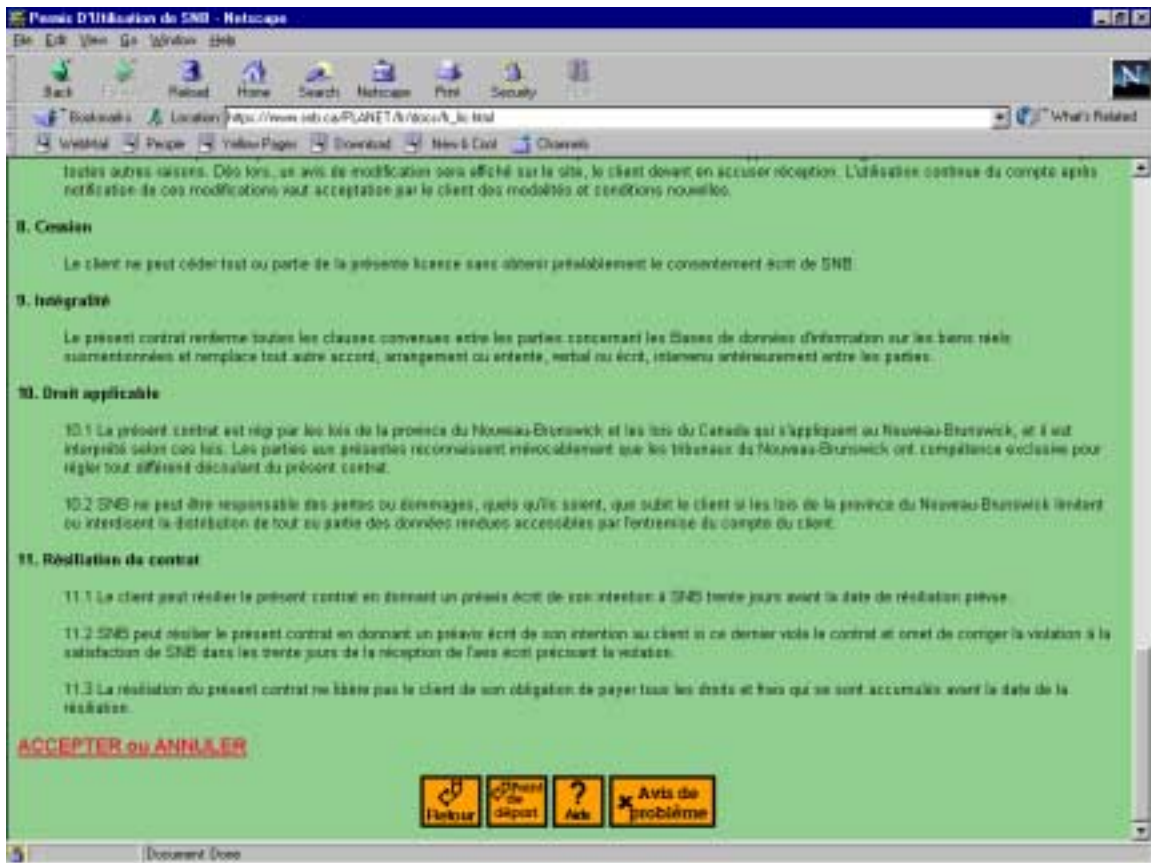 Permis D'Utilisation de SNB - Netscape
File Edit View Go Window Help
Back Reload Home Search Netscape Print Security
Bookmarks Location: https://www.snb.ca/PLANET/fr/docs/h_lic.html What's Related
WebMail People Yellow Pages Download New & Cool Channels
toutes autres raisons. Dès lors, un avis de modification sera affiché sur le site, le client devant en accuser réception. L'utilisation continue du compte après
notification de ces modifications vaut acceptation par le client des modalités et conditions nouvelles.
8. Cession
Le client ne peut céder tout ou partie de la présente licence sans obtenir préalablement le consentement écrit de SNB.
9. Intégralité
Le présent contrat renferme toutes les clauses convenues entre les parties concernant les Bases de données d'information sur les biens réels
susmentionnées et remplace tout autre accord, arrangement ou entente, verbal ou écrit, intervenu antérieurement entre les parties.
10. Droit applicable
10.1 Le présent contrat est régi par les lois de la province du Nouveau-Brunswick et les lois du Canada qui s'appliquent au Nouveau-Brunswick, et il est
interprété selon ces lois. Les parties aux présentes reconnaissent irrévocablement que les tribunaux du Nouveau-Brunswick ont compétence exclusive pour
régler tout différend découlant du présent contrat.
10.2 SNB ne peut être responsable des pertes ou dommages, quels qu'ils soient, que subit le client si les lois de la province du Nouveau-Brunswick limitent
ou interdisent la distribution de tout ou partie des données rendues accessibles par l'entremise du compte du client.
11. Résiliation du contrat
11.1 Le client peut résilier le présent contrat en donnant un préavis écrit de son intention à SNB trente jours avant la date de résiliation prévue.
11.2 SNB peut résilier le présent contrat en donnant un préavis écrit de son intention au client si ce dernier viole le contrat et omet de corriger la violation à la
satisfaction de SNB dans les trente jours de la réception de l'avis écrit précisant la violation.
11.3 La résiliation du présent contrat ne libère pas le client de son obligation de payer tous les droits et frais qui se sont accumulés avant la date de la
résiliation.
ACCEPTER ou ANNULER
Retour
Point de départ
? Aide
Avis de problème
Document: Done